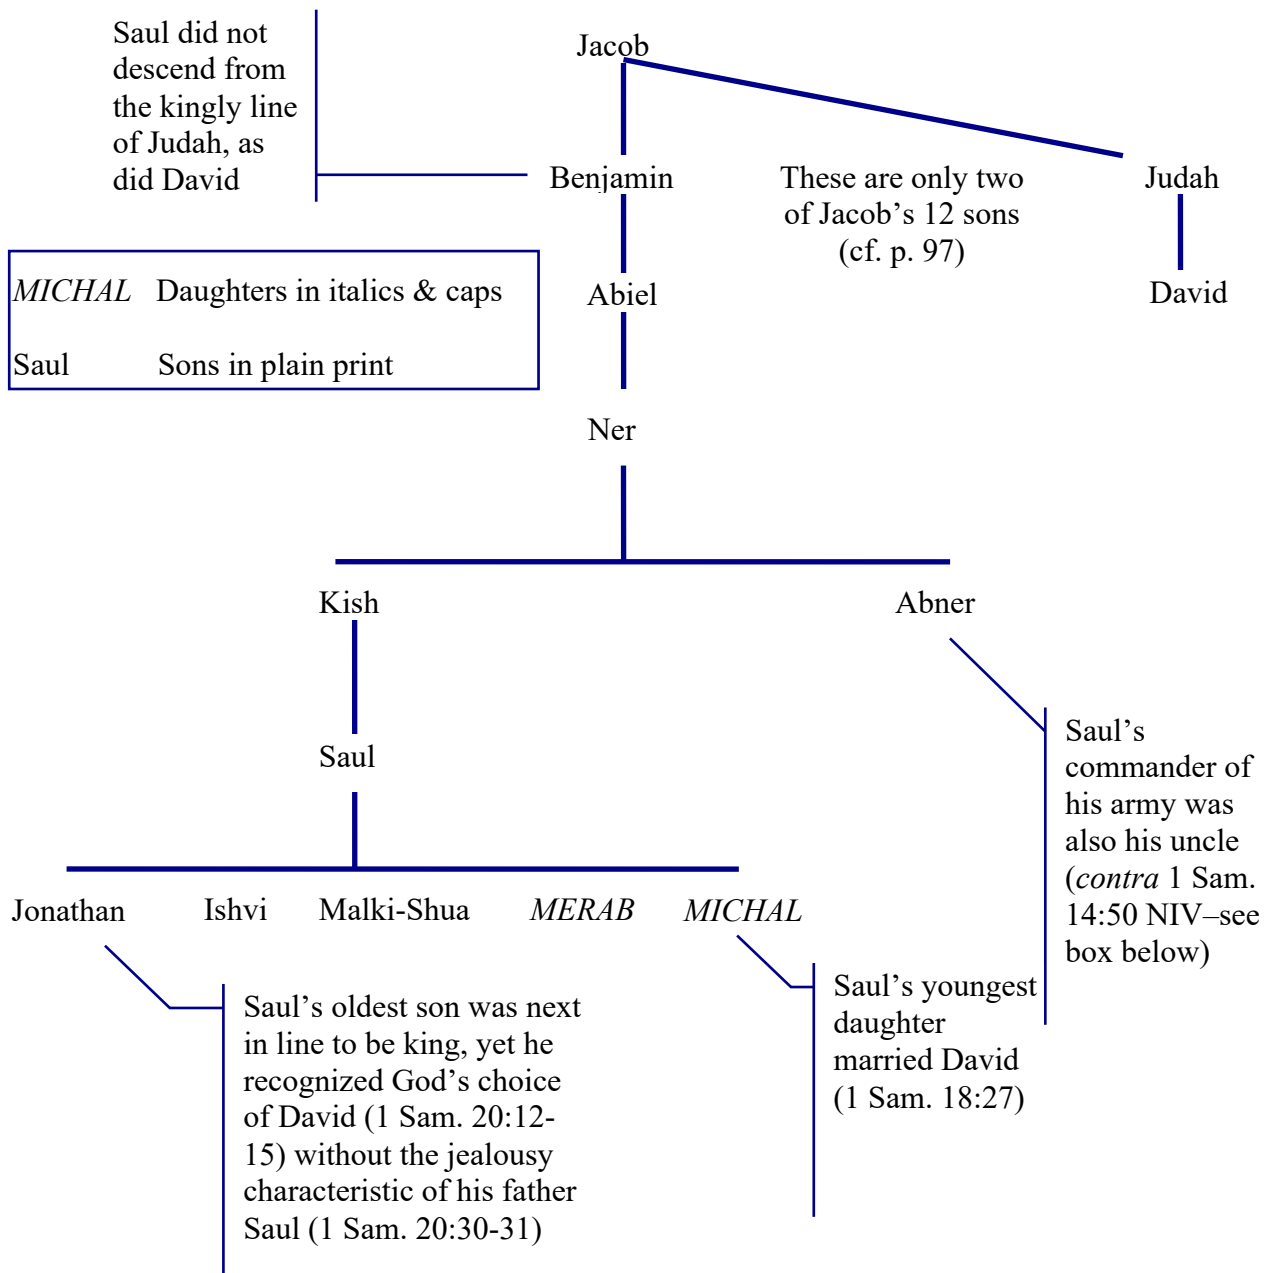 Saul did not
descend from
the kingly line
of Judah, as
did David
Jacob
Benjamin
These are only two
of Jacob’s 12 sons
(cf. p. 97)
Judah
MICHAL Daughters in italics & caps
Saul Sons in plain print
Abiel
David
Ner
Kish
Abner
Saul
Saul’s
commander of
his army was
also his uncle
(contra 1 Sam.
14:50 NIV–see
box below)
Jonathan Ishvi Malki-Shua MERAB MICHAL
Saul’s oldest son was next
in line to be king, yet he
recognized God’s choice
of David (1 Sam. 20:12-
15) without the jealousy
characteristic of his father
Saul (1 Sam. 20:30-31)
Saul’s youngest
daughter
married David
(1 Sam. 18:27)